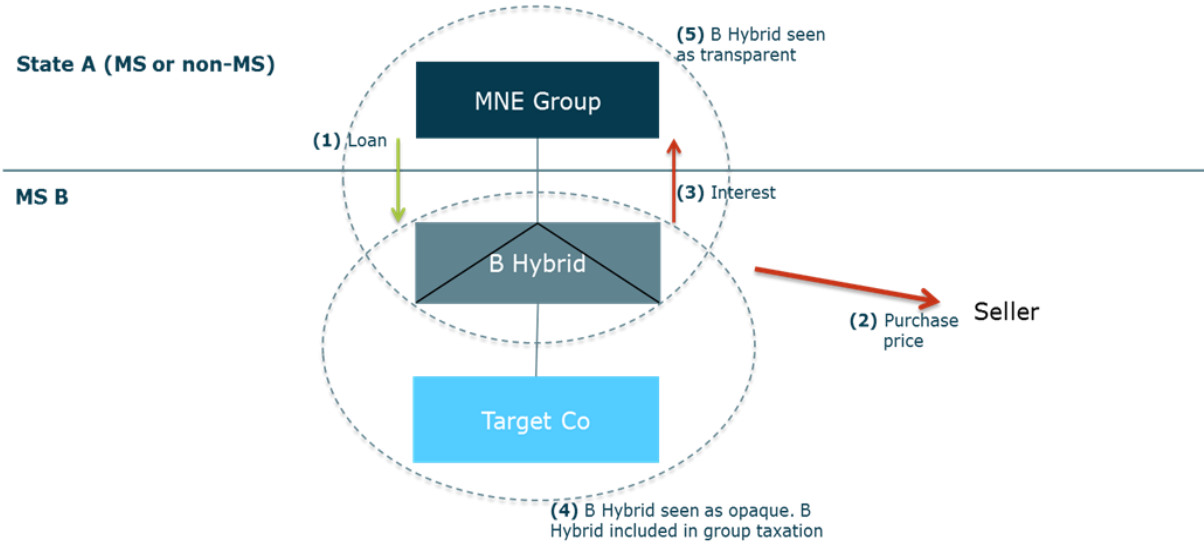 (5) B Hybrid seen
as transparent
State A (MS or non-MS)
MNE Group
(1) Loan
MS B
(3) Interest
B Hybrid
Seller
(2) Purchase
price
Target Co
(4) B Hybrid seen as opaque. B
Hybrid included in group taxation